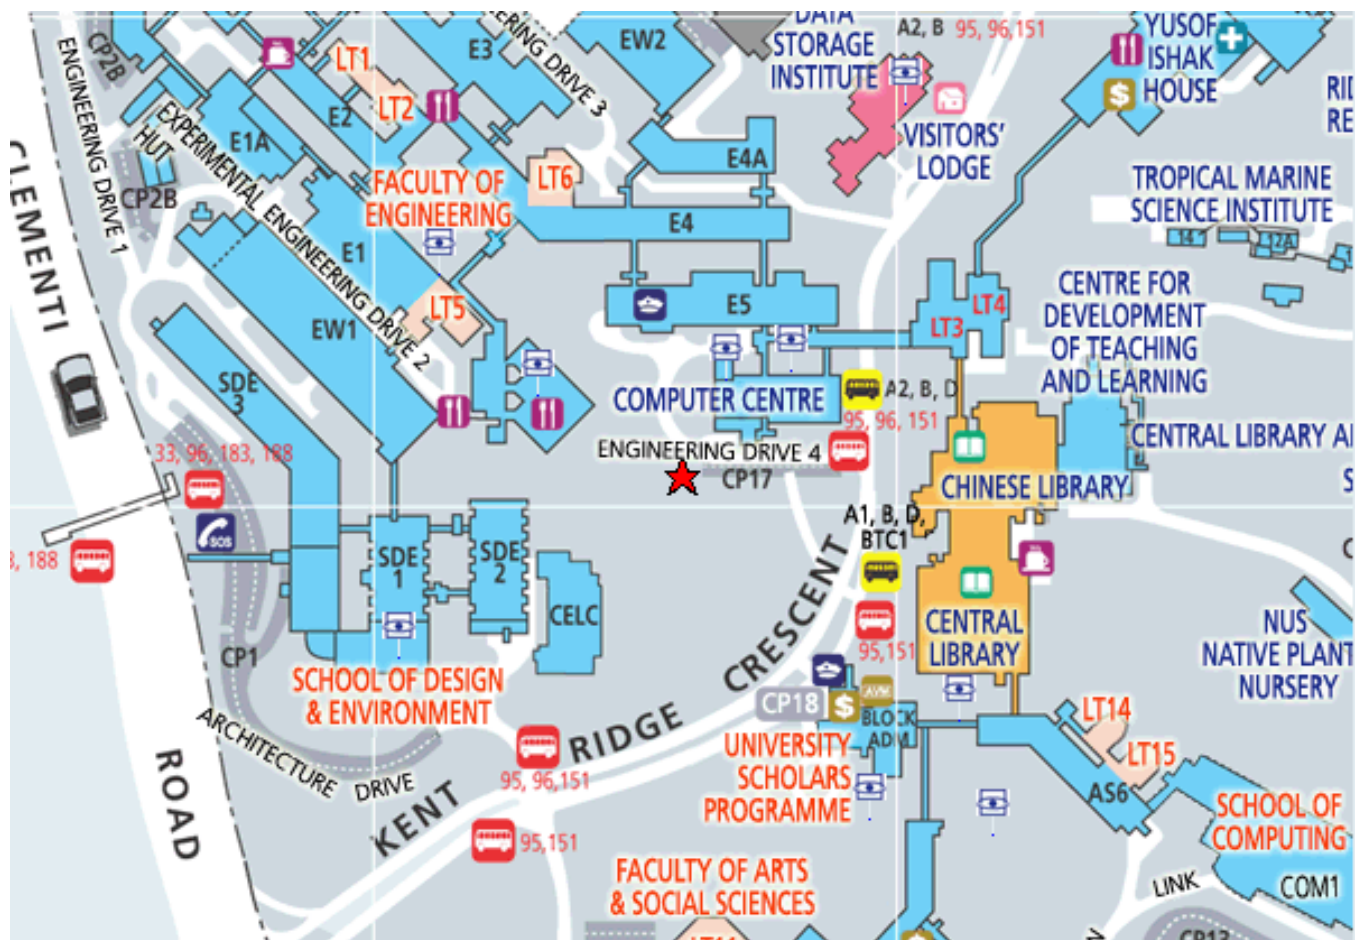 DATA
STORAGE
INSTITUTE
A2, B
95, 96,151
YUSOF
ISHAK
HOUSE
$
ENGINEERING DRIVE 1
CP2B
LT1
LT2
E3
EW2
ENGINEERING DRIVE 3
E2
E1A
HUT
CP2B
EXPERIMENTAL ENGINEERING DRIVE 2
FACULTY OF
ENGINEERING
LT6
E4A
VISITORS'
LODGE
TROPICAL MARINE
SCIENCE INSTITUTE
14
12A
E4
E1
LT5
EW1
E5
LT3
LT4
CENTRE FOR
DEVELOPMENT
OF TEACHING
AND LEARNING
CLEMENTI
ROAD
SDE
3
COMPUTER CENTRE
A2, B, D
95, 96, 151
ENGINEERING DRIVE 4
CP17
CENTRAL LIBRARY
CHINESE LIBRARY
33, 96, 183, 188
SOS
188
SDE
1
SDE
2
CELC
A1, B, D,
BTC1
95,151
CENTRAL
LIBRARY
NUS
NATIVE PLANT
NURSERY
CP1
SCHOOL OF DESIGN
& ENVIRONMENT
ARCHITECTURE DRIVE
KENT RIDGE CRESCENT
CP18
$
AVM
BLOCK
ADM
UNIVERSITY
SCHOLARS
PROGRAMME
95, 96,151
95,151
LT14
LT15
AS6
SCHOOL OF
COMPUTING
COM1
LINK
FACULTY OF ARTS
& SOCIAL SCIENCES